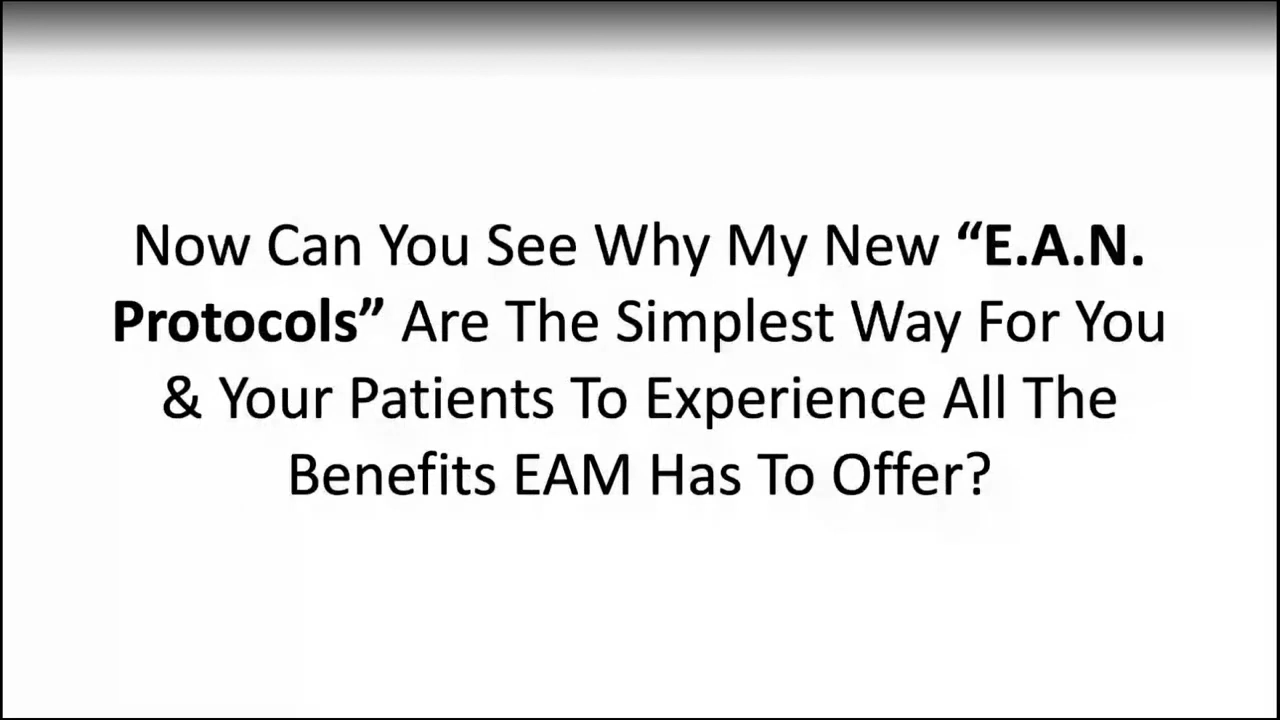 Now Can You See Why My New “E.A.N.
Protocols” Are The Simplest Way For You
& Your Patients To Experience All The
Benefits EAM Has To Offer?